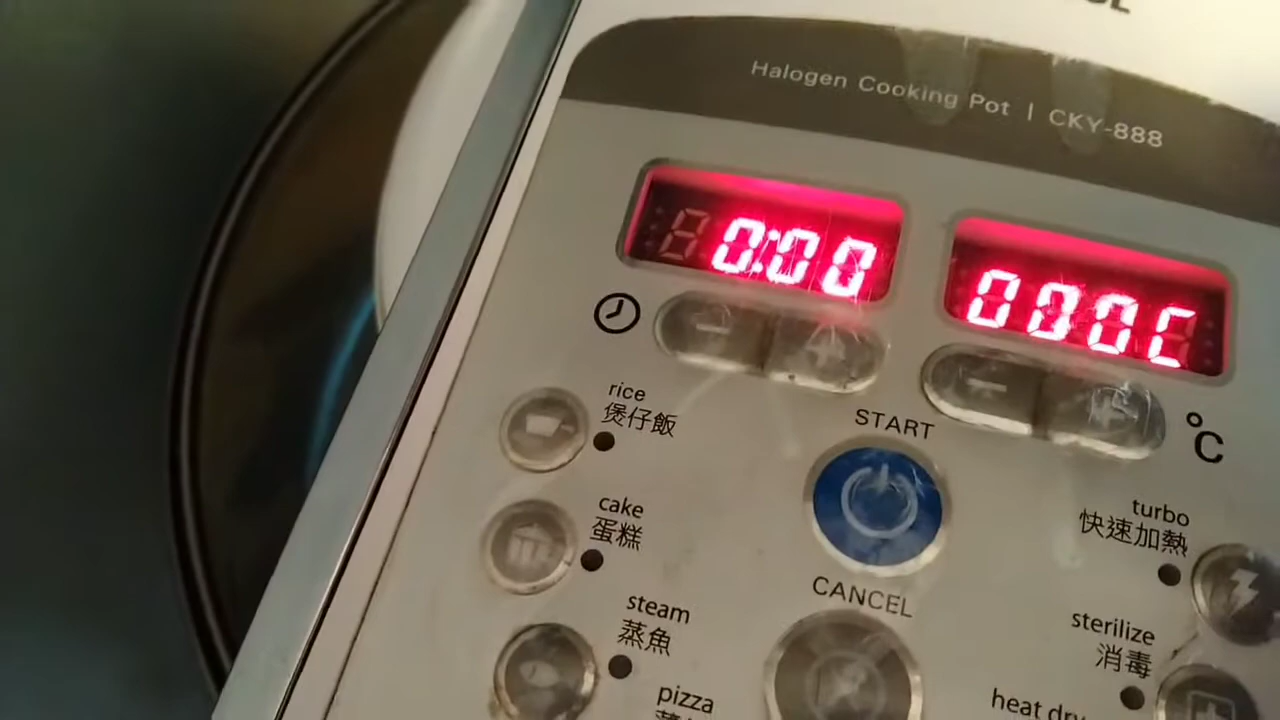 Halogen Cooking Pot | CKY-888
0:00
000C
°C
rice
煲仔飯
START
cake
蛋糕
turbo
快速加熱
CANCEL
steam
蒸魚
sterilize
消毒
pizza
heat dry